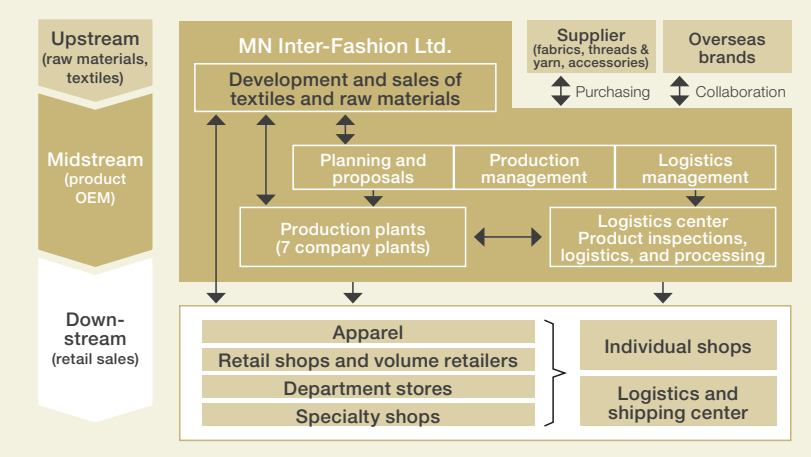 Upstream
(raw materials,
textiles)
Midstream
(product
OEM)
Down-
stream
(retail sales)
MN Inter-Fashion Ltd.
Development and sales of
textiles and raw materials
Supplier
(fabrics, threads &
yarn, accessories)
Overseas
brands
Purchasing
Collaboration
Planning and
proposals
Production
management
Logistics
management
Production plants
(7 company plants)
Logistics center
Product inspections,
logistics, and processing
Apparel
Retail shops and volume retailers
Department stores
Specialty shops
Individual shops
Logistics and
shipping center